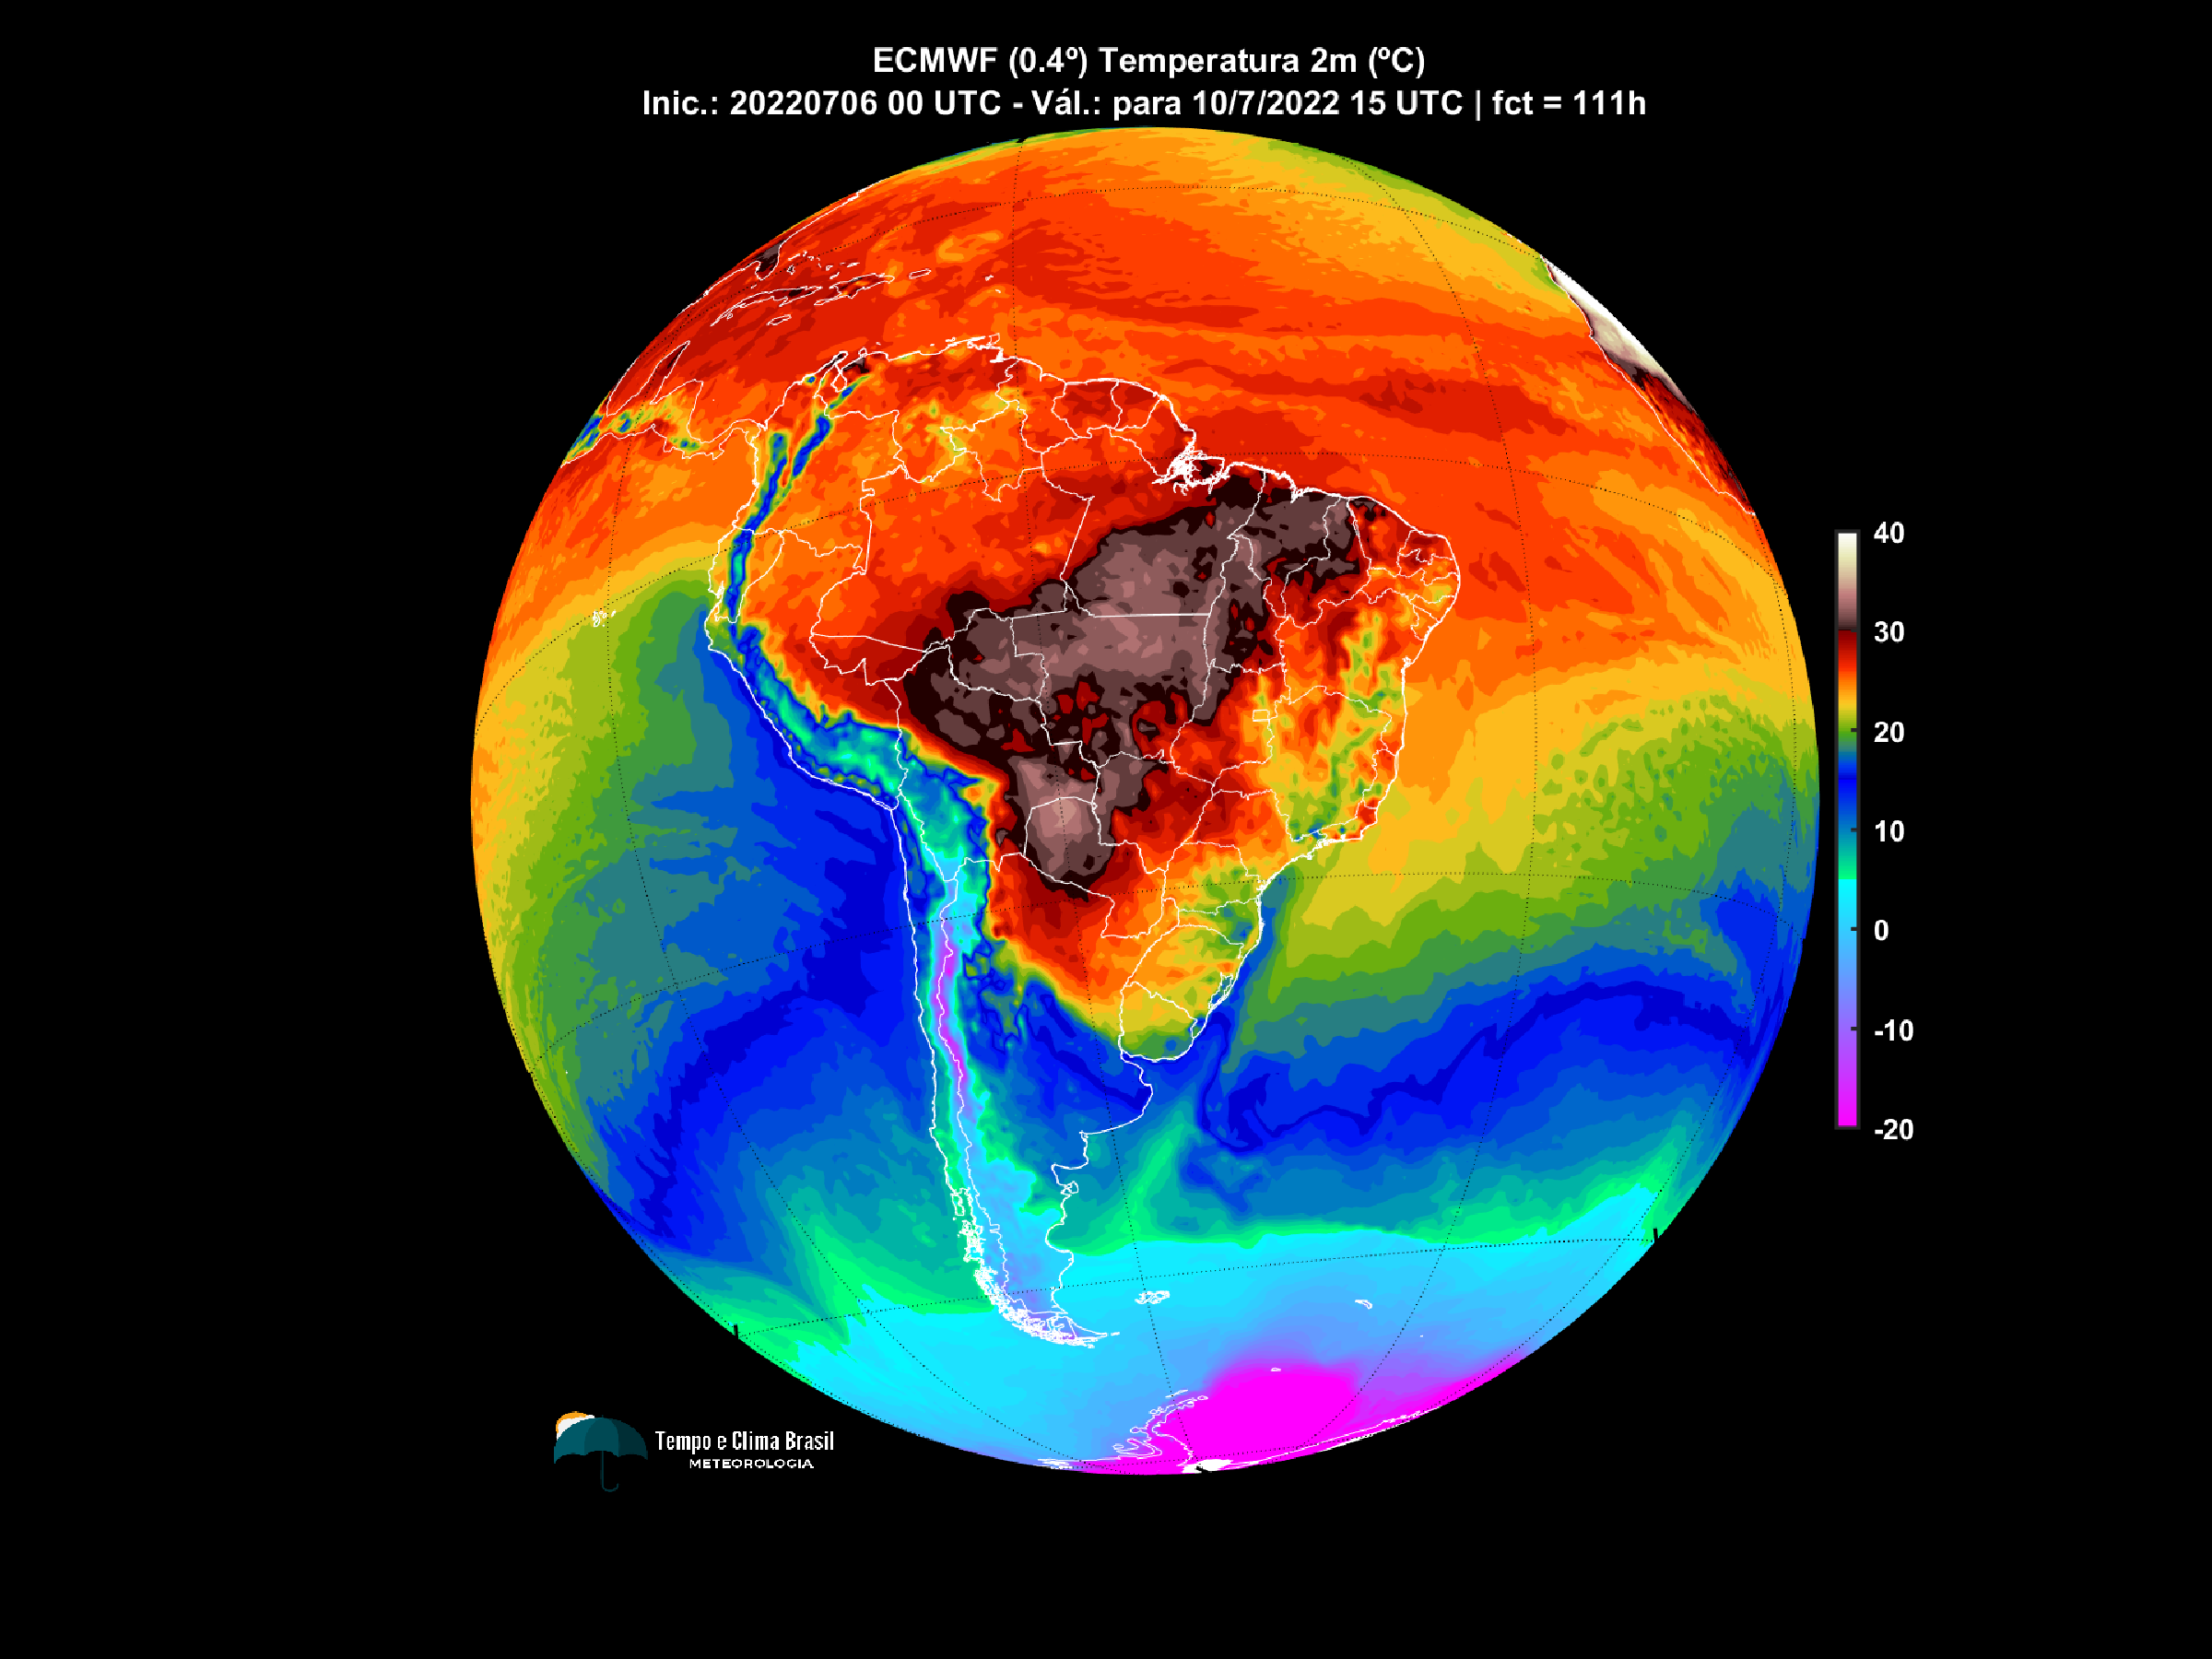 ECMWF (0.4º) Temperatura 2m (ºC)
Inic.: 20220706 00 UTC - Vál.: para 10/7/2022 15 UTC | fct = 111h
40
30
20
10
0
-10
-20
Tempo e Clima Brasil
METEOROLOGIA